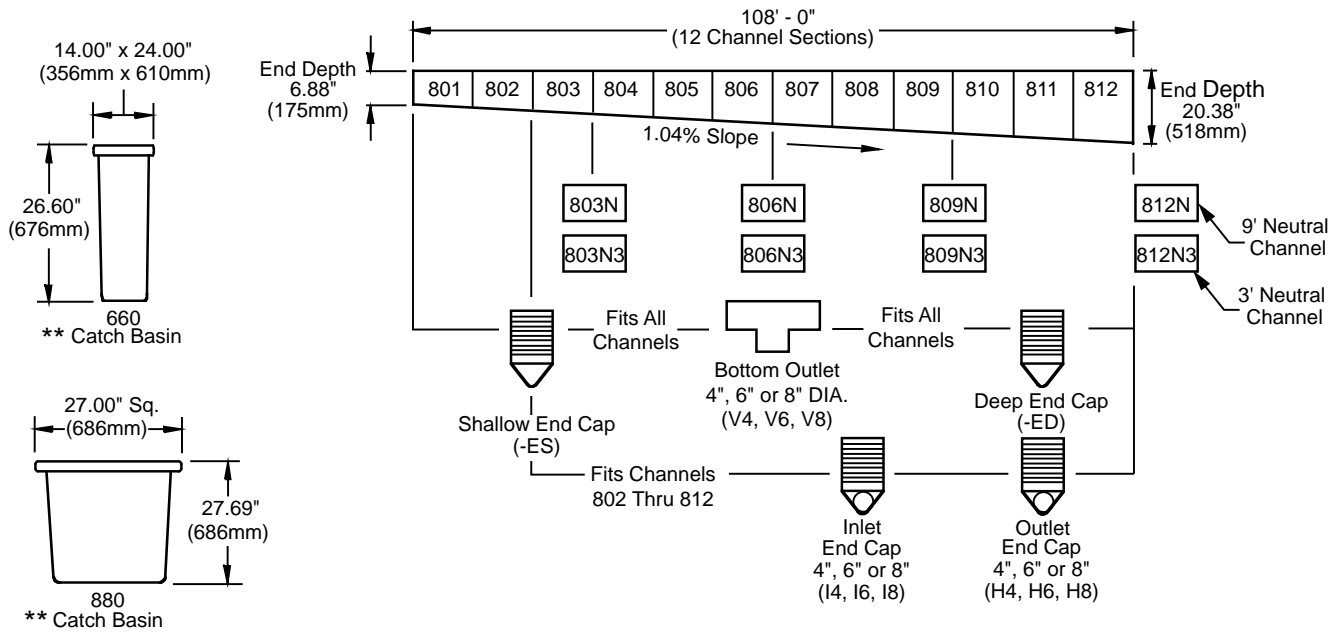 14.00" x 24.00"
(356mm x 610mm)
26.60"
(676mm)
660
** Catch Basin
27.00" Sq.
(686mm)
27.69"
(686mm)
880
** Catch Basin
108' - 0"
(12 Channel Sections)
End Depth
6.88"
(175mm)
801 802 803 804 805 806 807 808 809 810 811 812
End Depth
20.38"
(518mm)
1.04% Slope
803N 806N 809N 812N
9' Neutral
Channel
803N3 806N3 809N3 812N3
3' Neutral
Channel
Fits All
Channels
Fits All
Channels
Shallow End Cap
(-ES)
Bottom Outlet
4", 6" or 8" DIA.
(V4, V6, V8)
Deep End Cap
(-ED)
Fits Channels
802 Thru 812
Inlet
End Cap
4", 6" or 8"
(I4, I6, I8)
Outlet
End Cap
4", 6" or 8"
(H4, H6, H8)